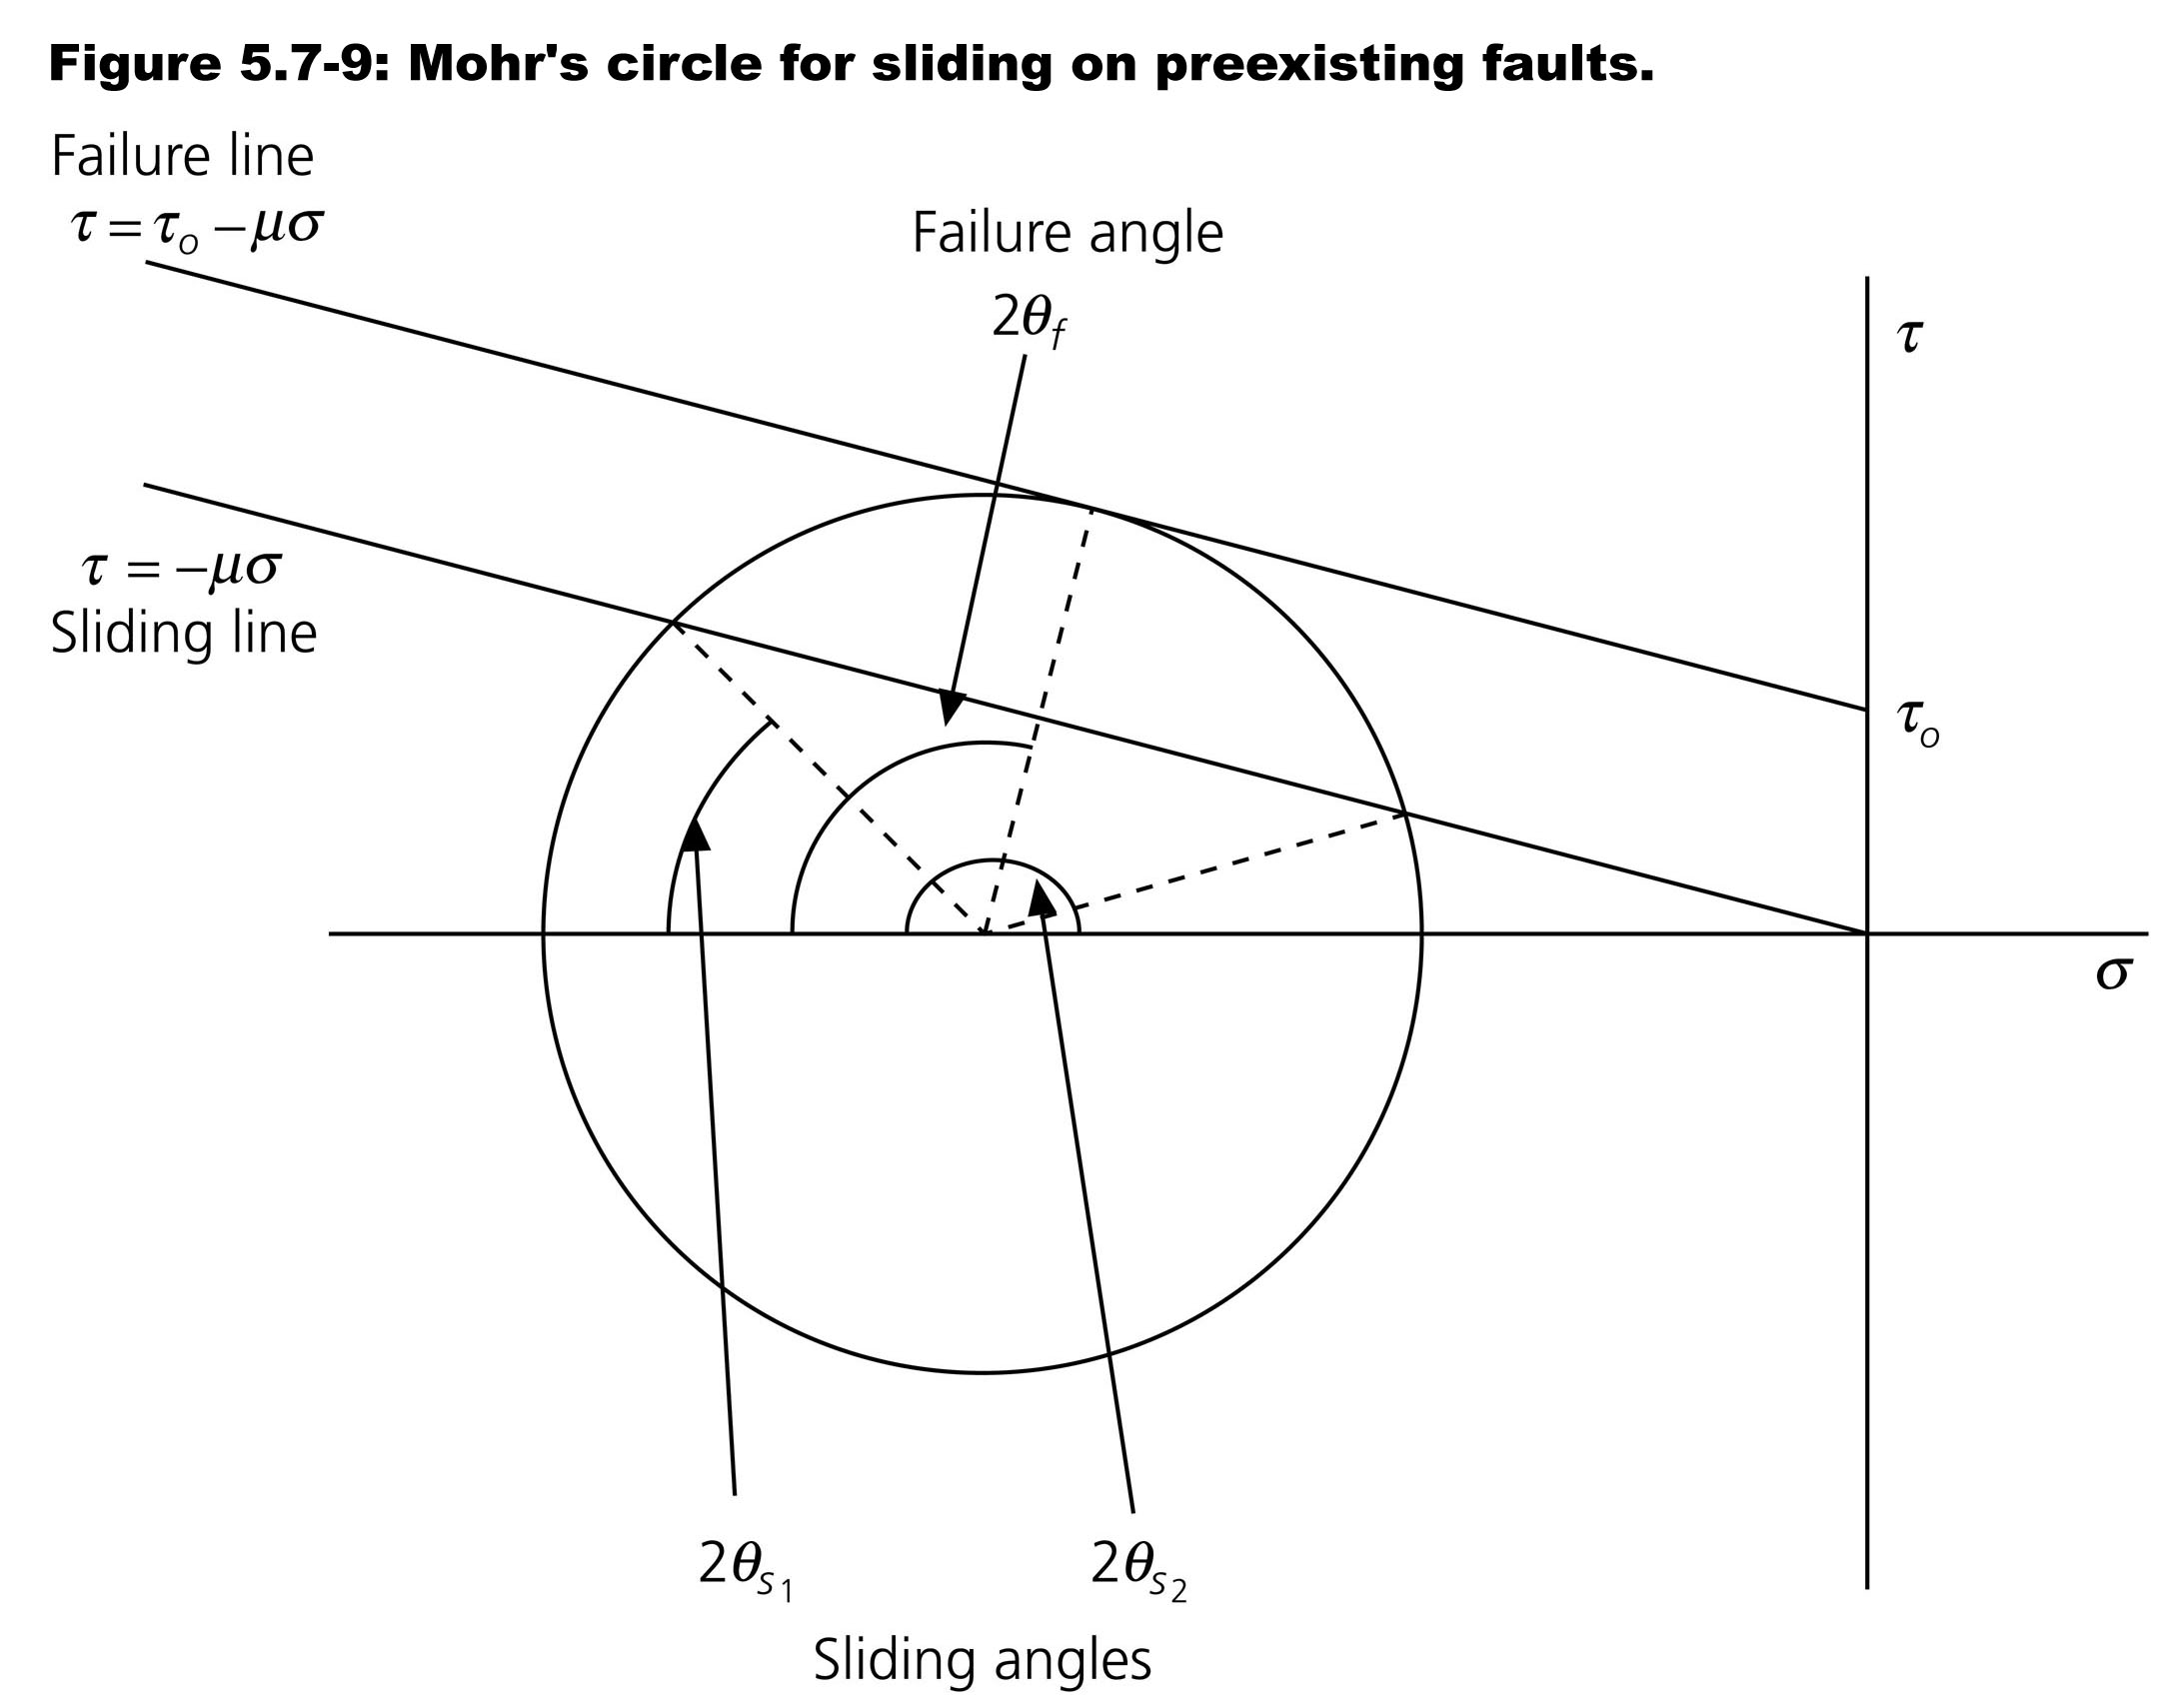 Figure 5.7-9: Mohr's circle for sliding on preexisting faults.
Failure line
τ = τo − μσ
Failure angle
2θf
τ
τ = −μσ
Sliding line
τo
σ
2θs1
2θs2
Sliding angles